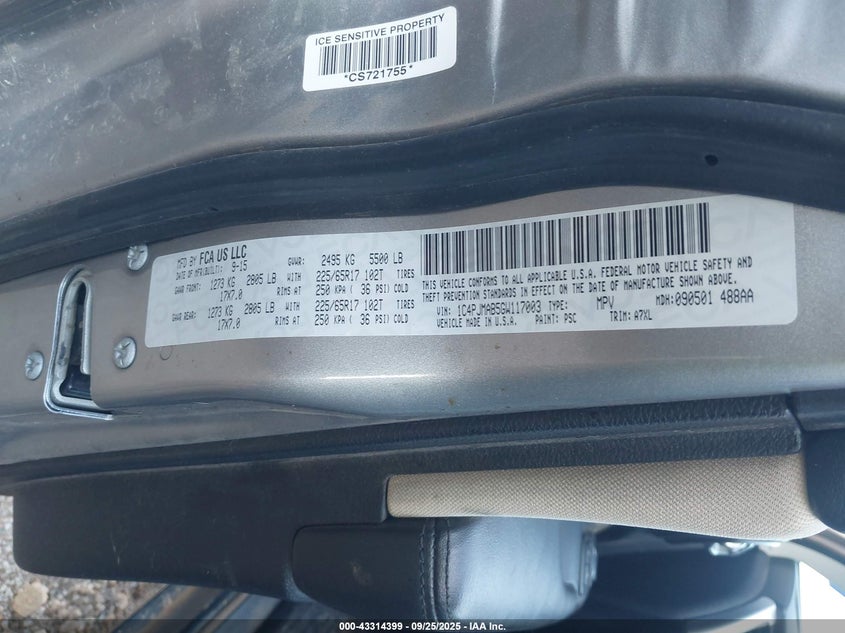 ICE SENSITIVE PROPERTY
*CS721755*
MFD BY FCA US LLC
DATE OF MFR(BUILT): 9-15 GVWR: 2495 KG 5500 LB
GAWR FRONT: 1273 KG 2805 LB WITH 225/65R17 102T TIRES
17X7.0 RIMS AT 250 KPA ( 36 PSI) COLD
GAWR REAR: 1273 KG 2805 LB WITH 225/65R17 102T TIRES
17X7.0 RIMS AT 250 KPA ( 36 PSI) COLD
THIS VEHICLE CONFORMS TO ALL APPLICABLE U.S.A. FEDERAL MOTOR VEHICLE SAFETY AND
THEFT PREVENTION STANDARDS IN EFFECT ON THE DATE OF MANUFACTURE SHOWN ABOVE.
VIN: 1C4PJMAB5GW117003 TYPE: MPV MDH:090501 488AA
VEHICLE MADE IN U.S.A. PAINT: PSC TRIM: A7XL
000-43314399 - 09/25/2025 - IAA Inc.